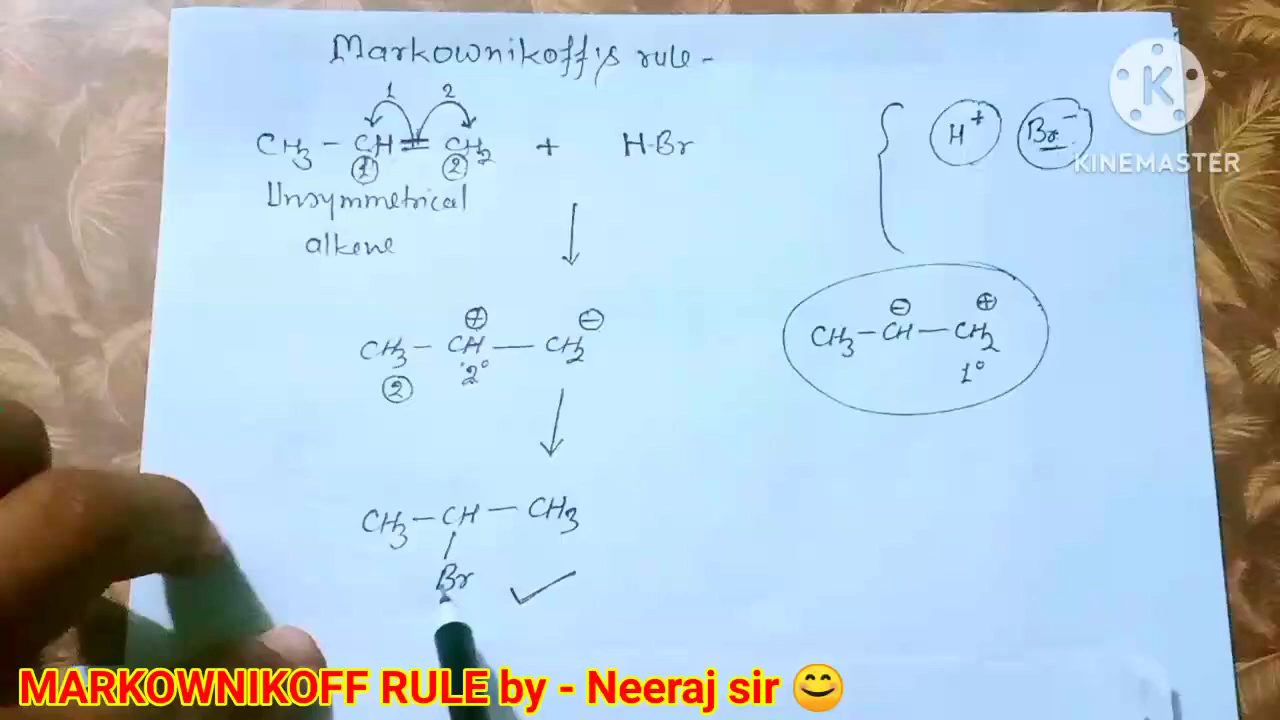 Markownikoff's rule -
1 2
CH3 - CH = CH2 + H-Br
1 2
Unsymmetrical
alkene
H+ Br-
K
KINEMASTER
+ -
CH3 - CH - CH2
2 2°
- +
CH3 - CH - CH2
1°
CH3 - CH - CH3
Br
MARKOWNIKOFF RULE by - Neeraj sir 😊